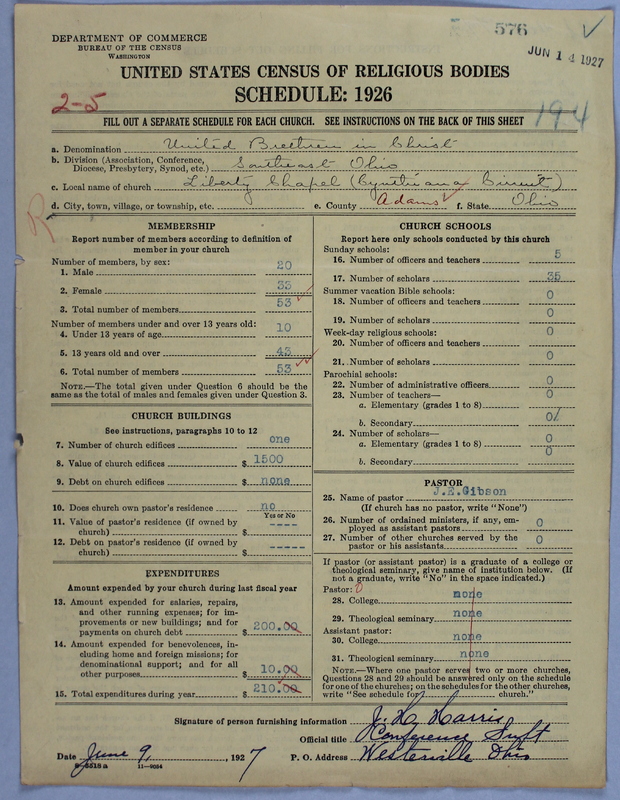 576
JUN 14 1927
DEPARTMENT OF COMMERCE
BUREAU OF THE CENSUS
WASHINGTON
UNITED STATES CENSUS OF RELIGIOUS BODIES
SCHEDULE: 1926
2-5
194
FILL OUT A SEPARATE SCHEDULE FOR EACH CHURCH. SEE INSTRUCTIONS ON THE BACK OF THIS SHEET
a. Denomination United Brethren in Christ
b. Division (Association, Conference, Diocese, Presbytery, Synod, etc.) Southeast Ohio
c. Local name of church Liberty Chapel (Cynthiana Circuit)
d. City, town, village, or township, etc. e. County Adams f. State Ohio
R
MEMBERSHIP
Report number of members according to definition of
member in your church
Number of members, by sex:
1. Male 20
2. Female 33
3. Total number of members 53
Number of members under and over 13 years old:
4. Under 13 years of age 10
5. 13 years old and over 43
6. Total number of members 53
NOTE.—The total given under Question 6 should be the
same as the total of males and females given under Question 3.
CHURCH BUILDINGS
See instructions, paragraphs 10 to 12
7. Number of church edifices one
8. Value of church edifices $ 1500
9. Debt on church edifices $ none
10. Does church own pastor's residence no
Yes or No
11. Value of pastor's residence (if owned by
church) $ ----
12. Debt on pastor's residence (if owned by
church) $ -----
EXPENDITURES
Amount expended by your church during last fiscal year
13. Amount expended for salaries, repairs,
and other running expenses; for im-
provements or new buildings; and for
payments on church debt $ 200.00
14. Amount expended for benevolences, in-
cluding home and foreign missions; for
denominational support; and for all
other purposes $ 10.00
15. Total expenditures during year $ 210.00
CHURCH SCHOOLS
Report here only schools conducted by this church
Sunday schools:
16. Number of officers and teachers 5
17. Number of scholars 35
Summer vacation Bible schools:
18. Number of officers and teachers 0
19. Number of scholars 0
Week-day religious schools:
20. Number of officers and teachers 0
21. Number of scholars 0
Parochial schools:
22. Number of administrative officers 0
23. Number of teachers—
a. Elementary (grades 1 to 8) 0
b. Secondary 0/
24. Number of scholars—
a. Elementary (grades 1 to 8) 0
b. Secondary 0
PASTOR
25. Name of pastor J.E.Gibson
(If church has no pastor, write "None")
26. Number of ordained ministers, if any, em-
ployed as assistant pastors 0
27. Number of other churches served by the
pastor or his assistants 0
If pastor (or assistant pastor) is a graduate of a college or
theological seminary, give name of institution below. (If
not a graduate, write "No" in the space indicated.)
Pastor: 0
28. College none
29. Theological seminary none
Assistant pastor:
30. College none
31. Theological seminary none
NOTE.—Where one pastor serves two or more churches,
Questions 28 and 29 should be answered only on the schedule
for one of the churches; on the schedules for the other churches,
write "See schedule for church."
Signature of person furnishing information J. H. Harris
Official title Conference Supt
Date June 9, 1927 P. O. Address Westerville Ohio
8-5518a 11-9034